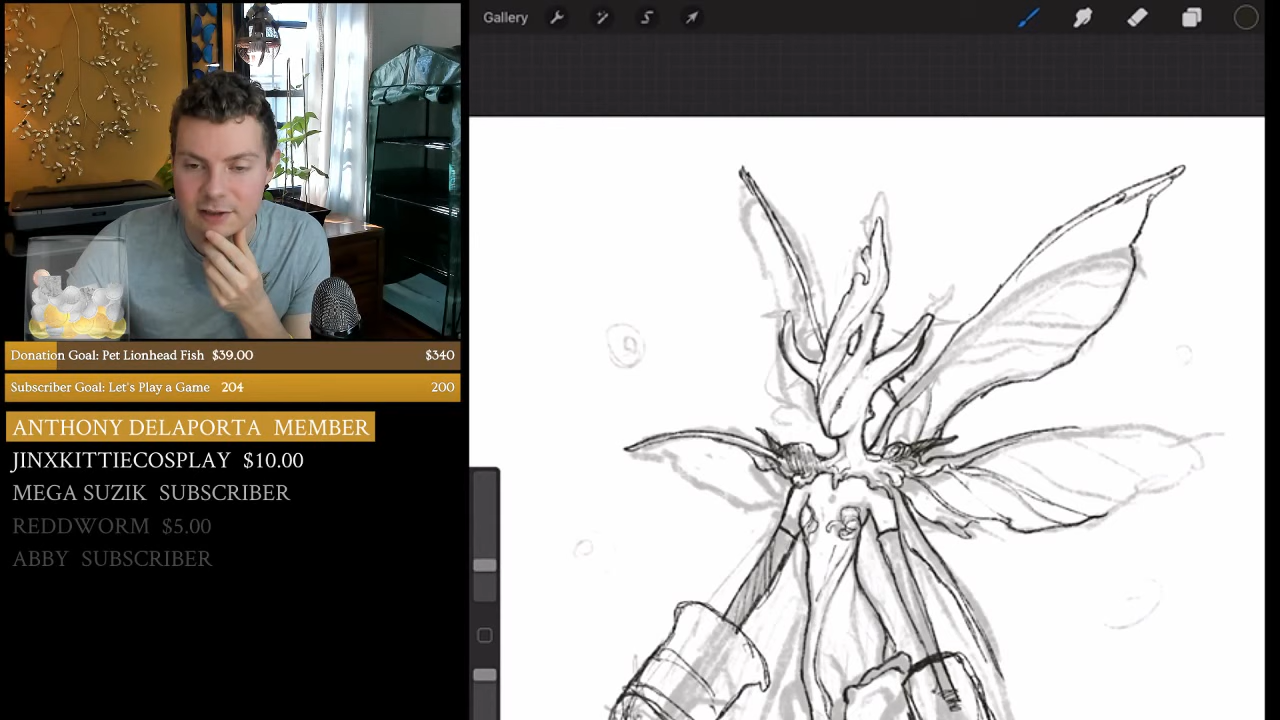 Gallery
Donation Goal: Pet Lionhead Fish $39.00 $340
Subscriber Goal: Let's Play a Game 204 200
ANTHONY DELAPORTA MEMBER
JINXKITTIECOSPLAY $10.00
MEGA SUZIK SUBSCRIBER
REDDWORM $5.00
ABBY SUBSCRIBER